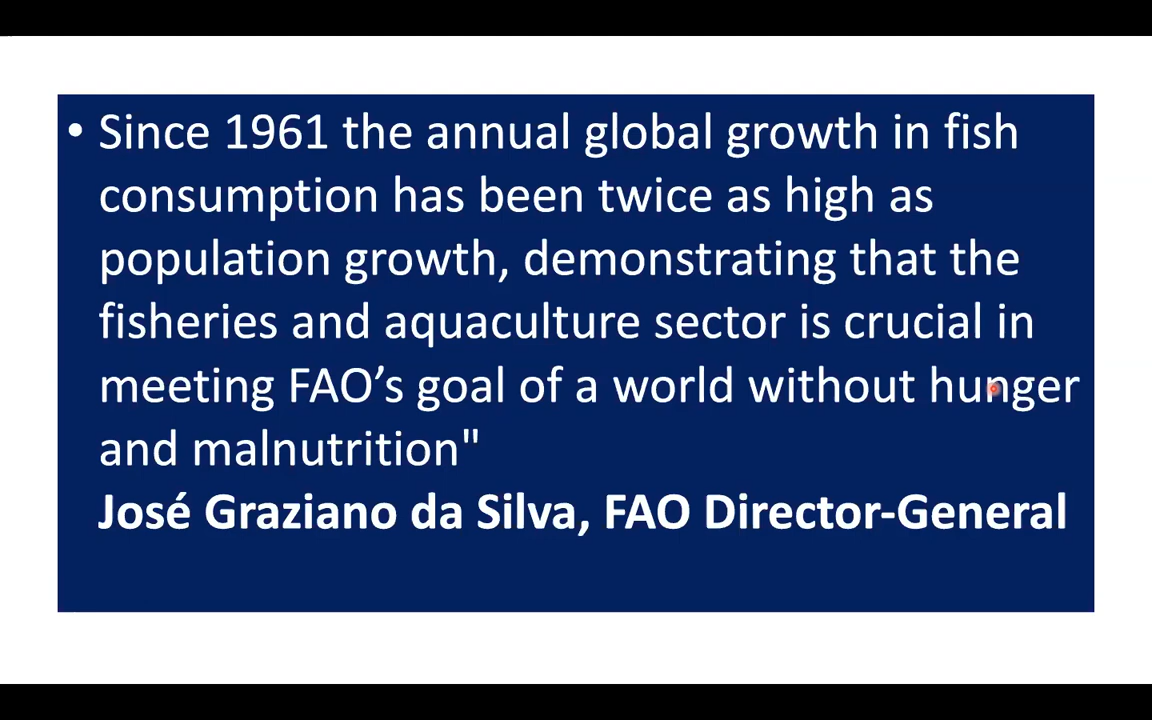 • Since 1961 the annual global growth in fish
consumption has been twice as high as
population growth, demonstrating that the
fisheries and aquaculture sector is crucial in
meeting FAO’s goal of a world without hunger
and malnutrition"
José Graziano da Silva, FAO Director-General